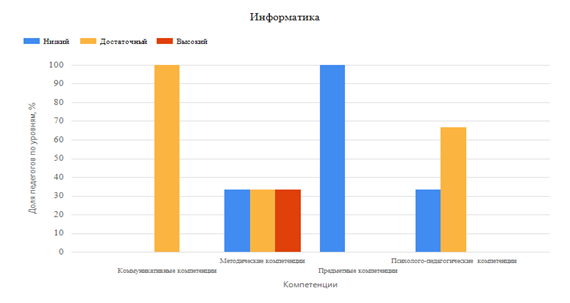 Информатика
Низкий Достаточный Высокий
Доля педегогов по уровням, %
100
90
80
70
60
50
40
30
20
10
0
Методические компетенции Психолого-педагогические компетенции
Коммуникативные компетенции Предметные компетенции
Компетенции